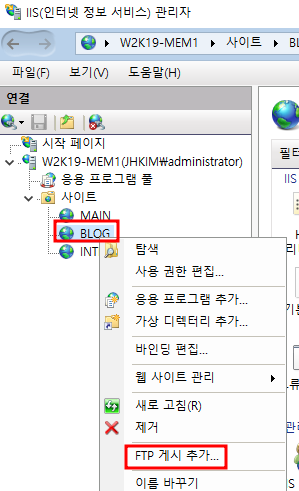 IIS(인터넷 정보 서비스) 관리자
W2K19-MEM1 ▸ 사이트 ▸
파일(F) 보기(V) 도움말(H)
연결
시작 페이지
W2K19-MEM1(JHKIM\administrator)
응용 프로그램 풀
사이트
MAIN
BLOG
INT
탐색
사용 권한 편집...
응용 프로그램 추가...
가상 디렉터리 추가...
바인딩 편집...
웹 사이트 관리
새로 고침(R)
제거
FTP 게시 추가...
이름 바꾸기
필터
IIS